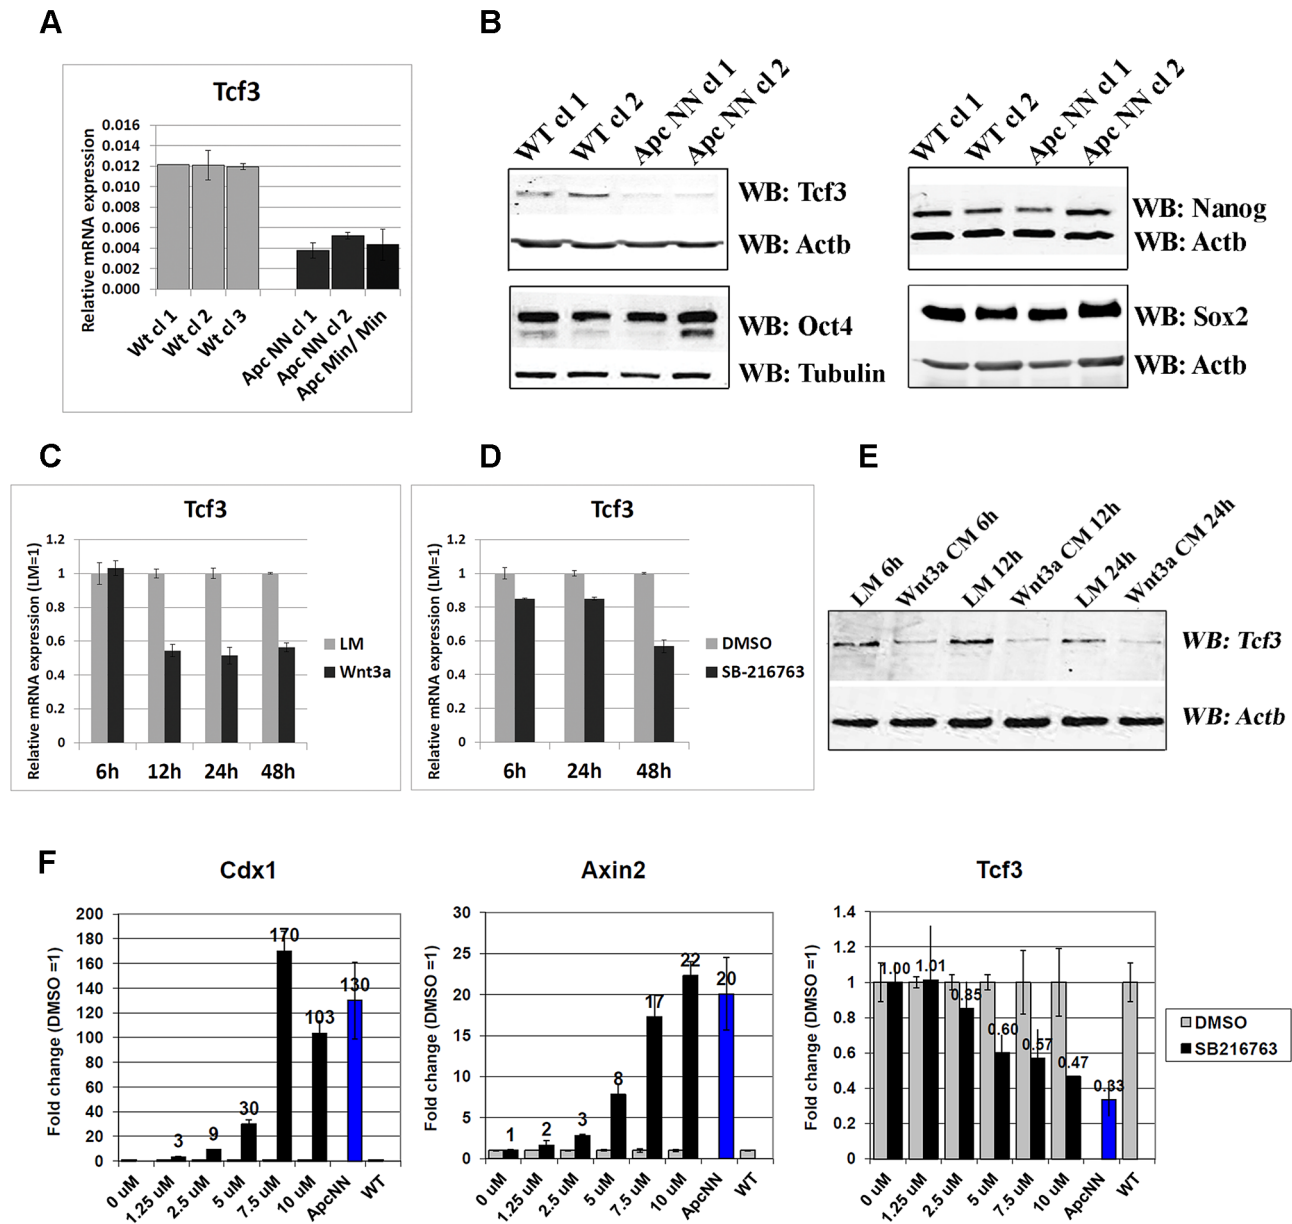 A
Tcf3
Relative mRNA expression
0.016
0.014
0.012
0.010
0.008
0.006
0.004
0.002
0.000
Wt cl 1
Wt cl 2
Wt cl 3
Apc NN cl 1
Apc NN cl 2
Apc Min/ Min
B
WT cl 1
WT cl 2
Apc NN cl 1
Apc NN cl 2
WB: Tcf3
WB: Actb
WB: Oct4
WB: Tubulin
WT cl 1
WT cl 2
Apc NN cl 1
Apc NN cl 2
WB: Nanog
WB: Actb
WB: Sox2
WB: Actb
C
Tcf3
Relative mRNA expression (LM=1)
1.2
1
0.8
0.6
0.4
0.2
0
6h 12h 24h 48h
LM
Wnt3a
D
Tcf3
Relative mRNA expression (LM=1)
1.2
1
0.8
0.6
0.4
0.2
0
6h 24h 48h
DMSO
SB-216763
E
LM 6h
Wnt3a CM 6h
LM 12h
Wnt3a CM 12h
LM 24h
Wnt3a CM 24h
WB: Tcf3
WB: Actb
F
Cdx1
Fold change (DMSO =1)
200
180
160
140
120
100
80
60
40
20
0
3
9
30
170
103
130
0 uM
1.25 uM
2.5 uM
5 uM
7.5 uM
10 uM
ApcNN
WT
Axin2
Fold change (DMSO =1)
30
25
20
15
10
5
0
1
2
3
8
17
22
20
0 uM
1.25 uM
2.5 uM
5 uM
7.5 uM
10 uM
ApcNN
WT
Tcf3
Fold change (DMSO =1)
1.4
1.2
1
0.8
0.6
0.4
0.2
0
1.00
1.01
0.85
0.60
0.57
0.47
0.33
0 uM
1.25 uM
2.5 uM
5 uM
7.5 uM
10 uM
ApcNN
WT
DMSO
SB216763